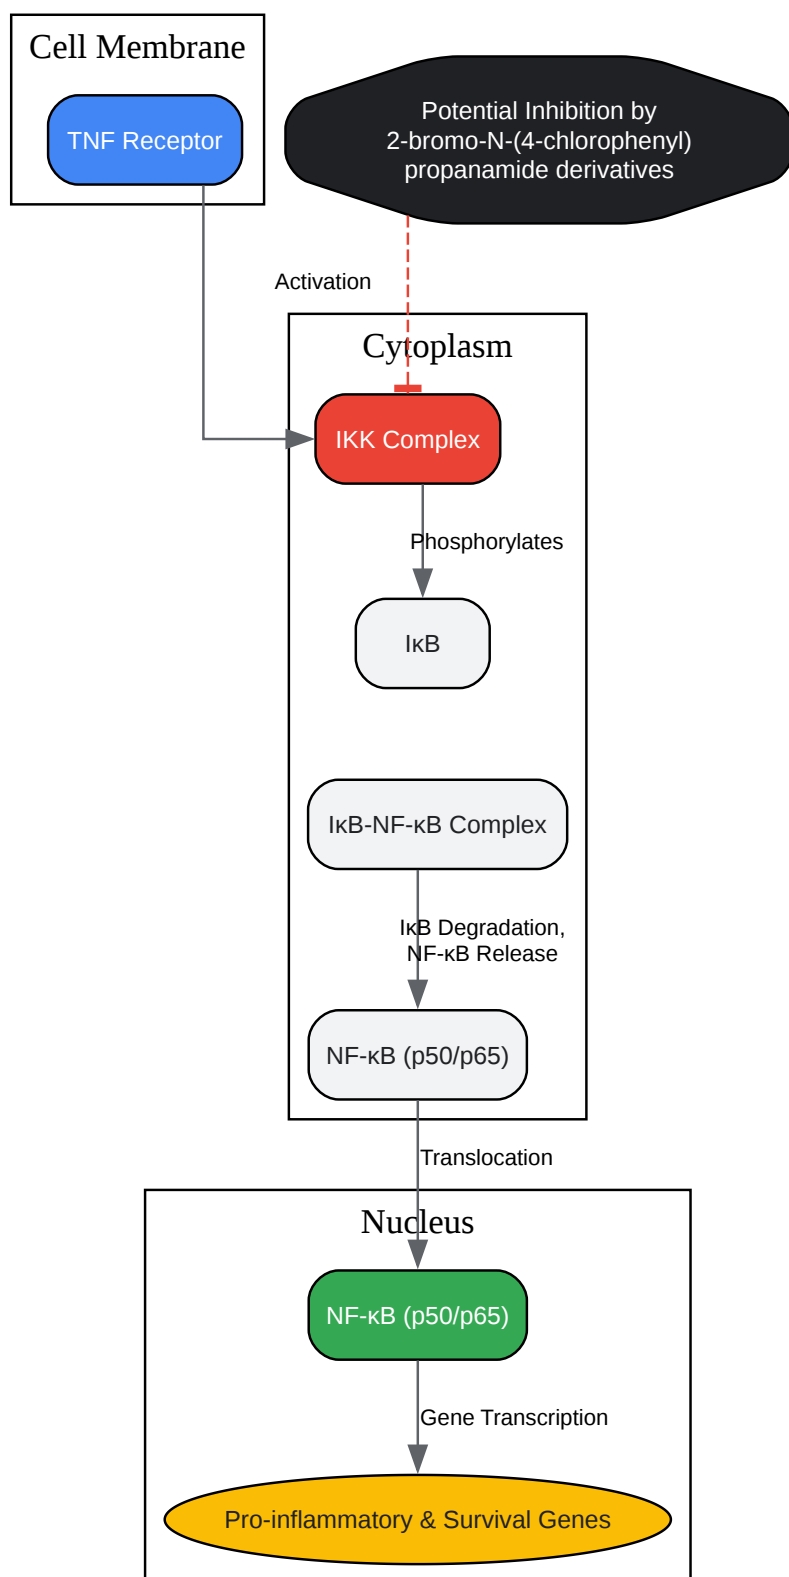 Cell Membrane
TNF Receptor
Potential Inhibition by
2-bromo-N-(4-chlorophenyl)
propanamide derivatives
Activation
Cytoplasm
IKK Complex
Phosphorylates
IκB
IκB-NF-κB Complex
IκB Degradation,
NF-κB Release
NF-κB (p50/p65)
Translocation
Nucleus
NF-κB (p50/p65)
Gene Transcription
Pro-inflammatory & Survival Genes